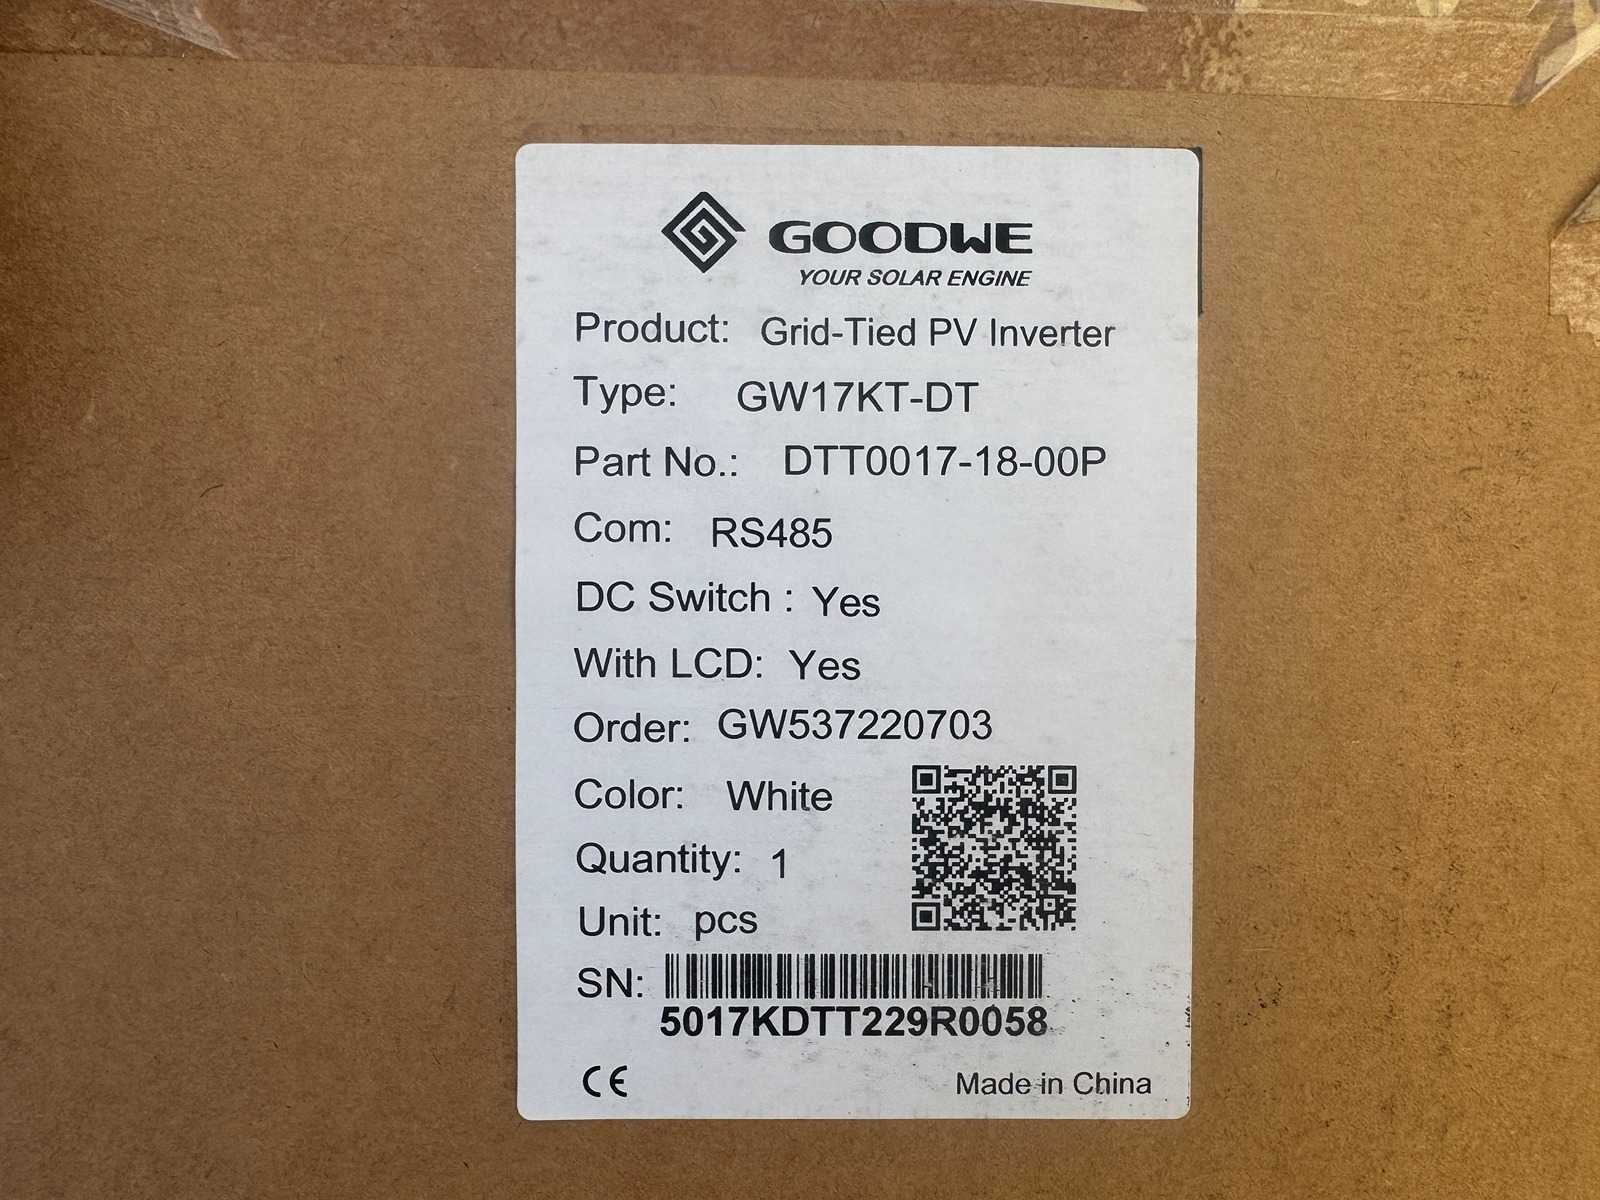 GOODWE
YOUR SOLAR ENGINE
Product: Grid-Tied PV Inverter
Type: GW17KT-DT
Part No.: DTT0017-18-00P
Com: RS485
DC Switch : Yes
With LCD: Yes
Order: GW537220703
Color: White
Quantity: 1
Unit: pcs
SN:
5017KDTT229R0058
CE Made in China